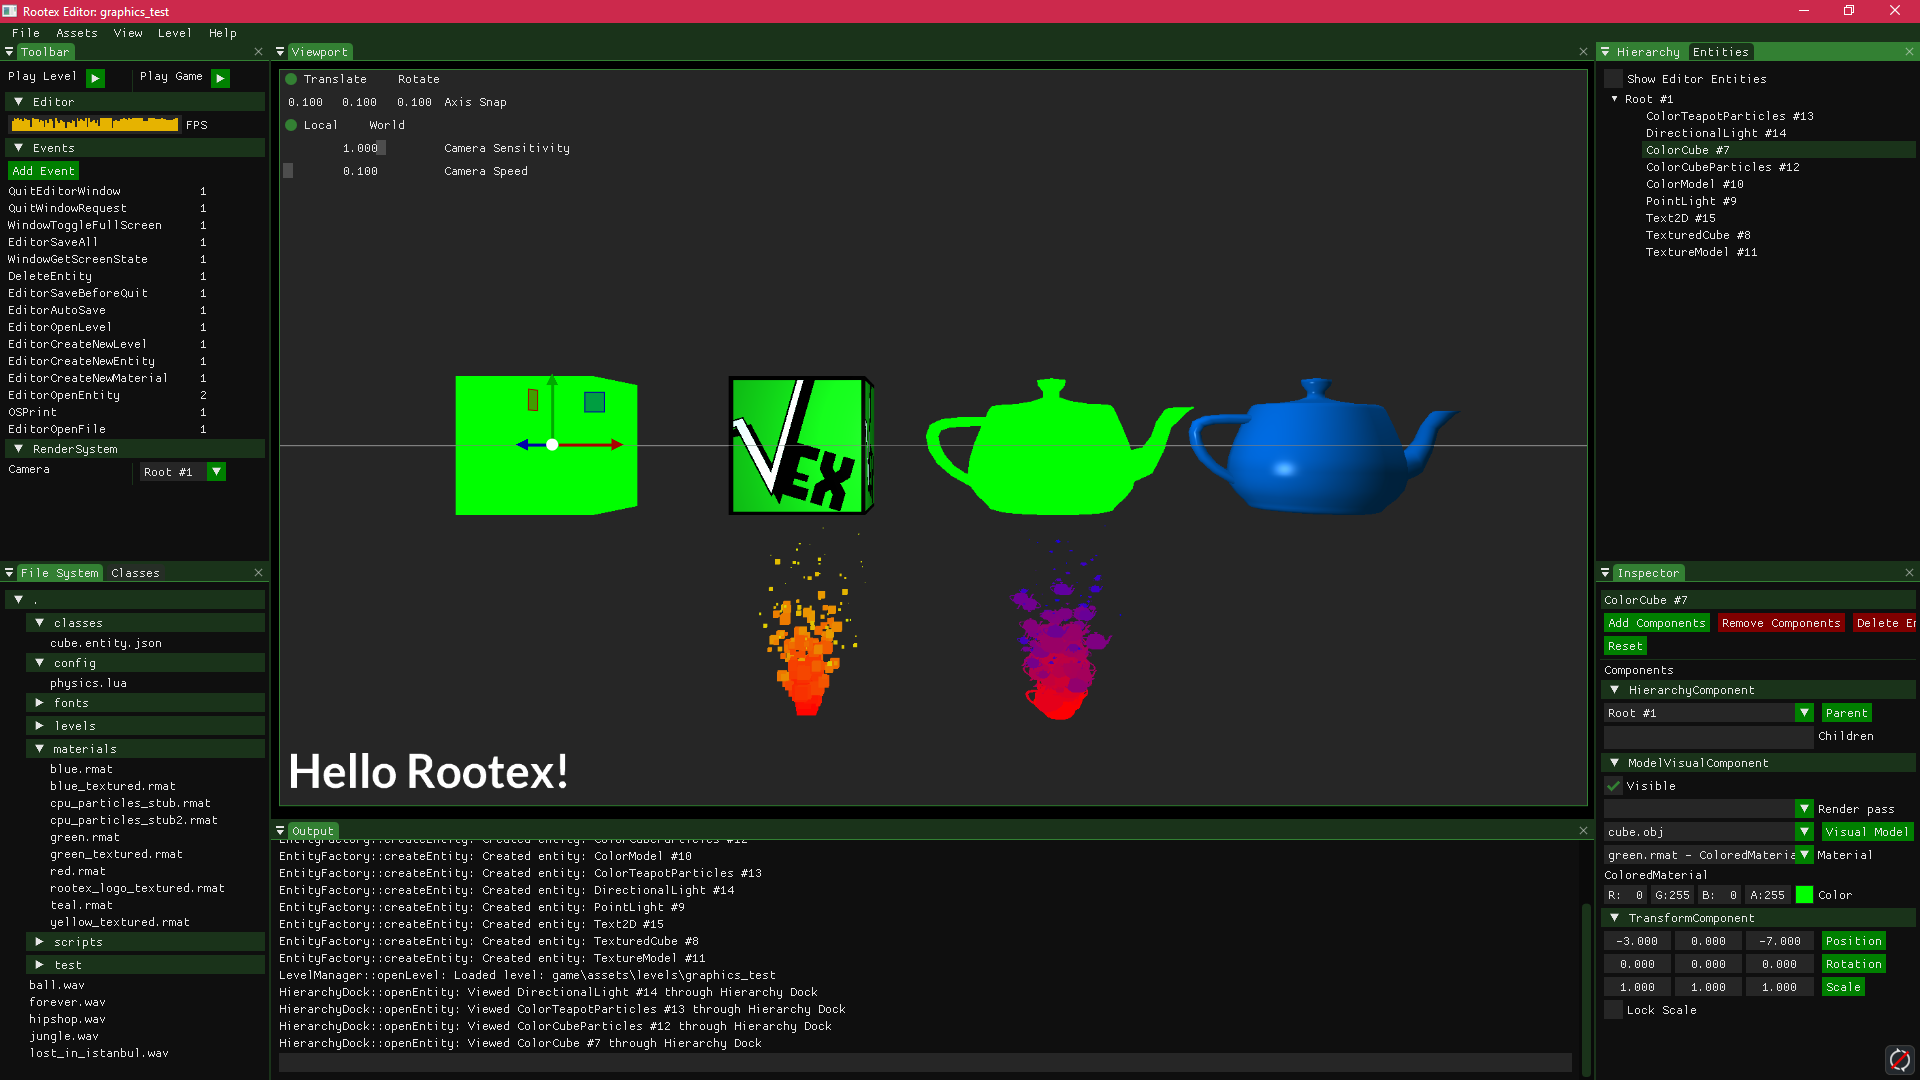 Rootex Editor: graphics_test
File Assets View Level Help
Toolbar
Play Level Play Game
Editor
FPS
Events
Add Event
QuitEditorWindow 1
QuitWindowRequest 1
WindowToggleFullScreen 1
EditorSaveAll 1
WindowGetScreenState 1
DeleteEntity 1
EditorSaveBeforeQuit 1
EditorAutoSave 1
EditorOpenLevel 1
EditorCreateNewLevel 1
EditorCreateNewEntity 1
EditorCreateNewMaterial 1
EditorOpenEntity 2
OSPrint 1
EditorOpenFile 1
RenderSystem
Camera Root #1
File System Classes
.
classes
cube.entity.json
config
physics.lua
fonts
levels
materials
blue.rmat
blue_textured.rmat
cpu_particles_stub.rmat
cpu_particles_stub2.rmat
green.rmat
green_textured.rmat
red.rmat
rootex_logo_textured.rmat
teal.rmat
yellow_textured.rmat
scripts
test
ball.wav
forever.wav
hipshop.wav
jungle.wav
lost_in_istanbul.wav
Viewport
Translate Rotate
0.100 0.100 0.100 Axis Snap
Local World
1.000 Camera Sensitivity
0.100 Camera Speed
VEX
Hello Rootex!
Output
EntityFactory::createEntity: Created entity: ColorCubeParticles #12
EntityFactory::createEntity: Created entity: ColorModel #10
EntityFactory::createEntity: Created entity: ColorTeapotParticles #13
EntityFactory::createEntity: Created entity: DirectionalLight #14
EntityFactory::createEntity: Created entity: PointLight #9
EntityFactory::createEntity: Created entity: Text2D #15
EntityFactory::createEntity: Created entity: TexturedCube #8
EntityFactory::createEntity: Created entity: TextureModel #11
LevelManager::openLevel: Loaded level: game\assets\levels\graphics_test
HierarchyDock::openEntity: Viewed DirectionalLight #14 through Hierarchy Dock
HierarchyDock::openEntity: Viewed ColorTeapotParticles #13 through Hierarchy Dock
HierarchyDock::openEntity: Viewed ColorCubeParticles #12 through Hierarchy Dock
HierarchyDock::openEntity: Viewed ColorCube #7 through Hierarchy Dock
Hierarchy Entities
Show Editor Entities
Root #1
ColorTeapotParticles #13
DirectionalLight #14
ColorCube #7
ColorCubeParticles #12
ColorModel #10
PointLight #9
Text2D #15
TexturedCube #8
TextureModel #11
Inspector
ColorCube #7
Add Components Remove Components Delete En
Reset
Components
HierarchyComponent
Root #1 Parent
Children
ModelVisualComponent
Visible
Render pass
cube.obj Visual Model
green.rmat - ColoredMateria Material
ColoredMaterial
R: 0 G:255 B: 0 A:255 Color
TransformComponent
-3.000 0.000 -7.000 Position
0.000 0.000 0.000 Rotation
1.000 1.000 1.000 Scale
Lock Scale